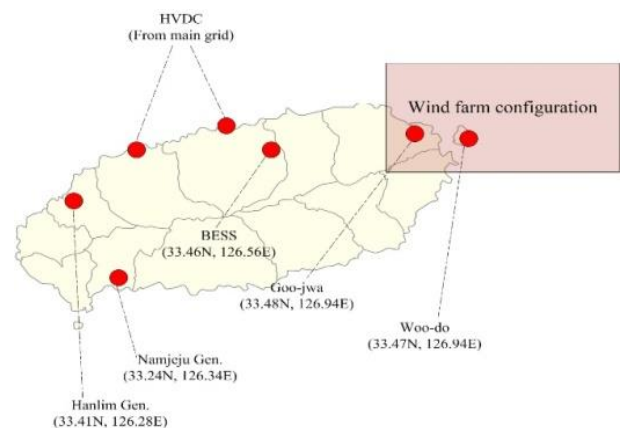 HVDC
(From main grid)
Wind farm configuration
BESS
(33.46N, 126.56E)
Goo-jwa
(33.48N, 126.94E)
Woo-do
(33.47N, 126.94E)
Namjeju Gen.
(33.24N, 126.34E)
Hanlim Gen.
(33.41N, 126.28E)